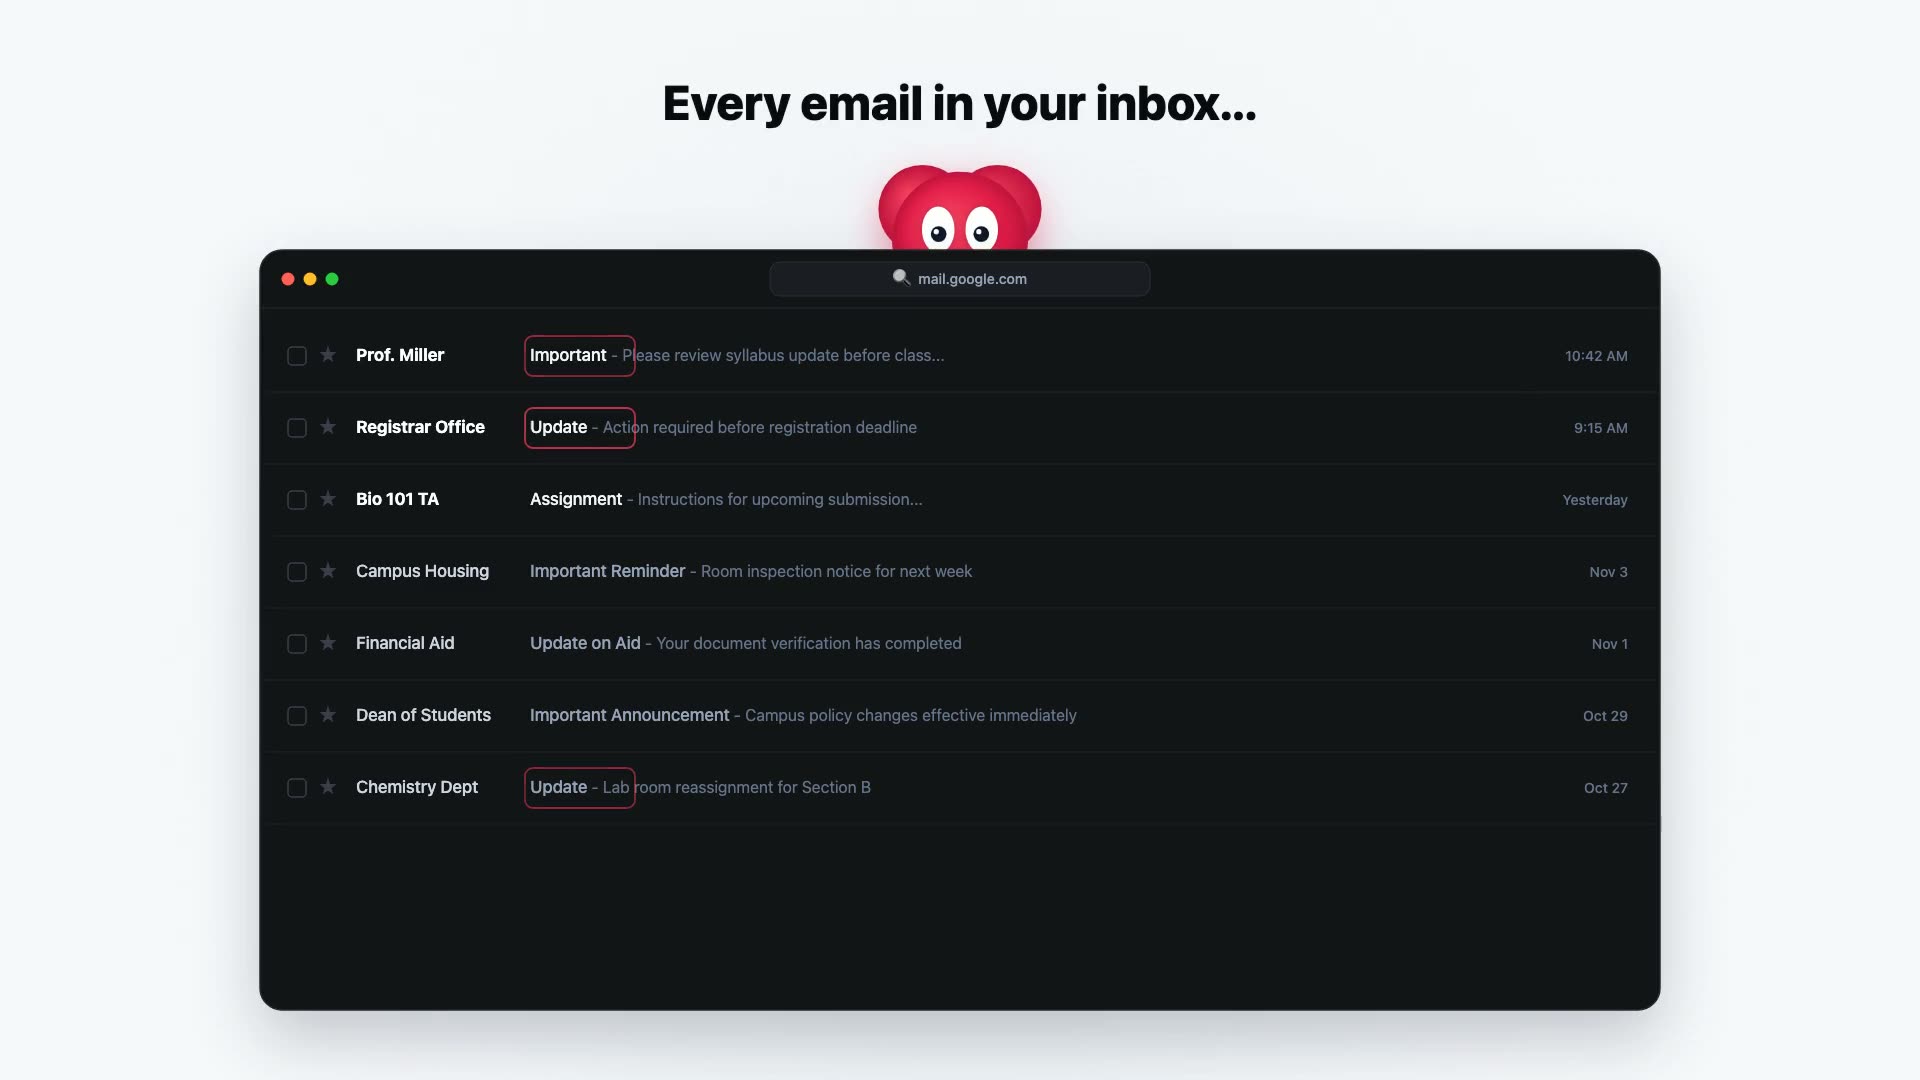 Every email in your inbox...
mail.google.com
Prof. Miller Important - Please review syllabus update before class... 10:42 AM
Registrar Office Update - Action required before registration deadline 9:15 AM
Bio 101 TA Assignment - Instructions for upcoming submission... Yesterday
Campus Housing Important Reminder - Room inspection notice for next week Nov 3
Financial Aid Update on Aid - Your document verification has completed Nov 1
Dean of Students Important Announcement - Campus policy changes effective immediately Oct 29
Chemistry Dept Update - Lab room reassignment for Section B Oct 27